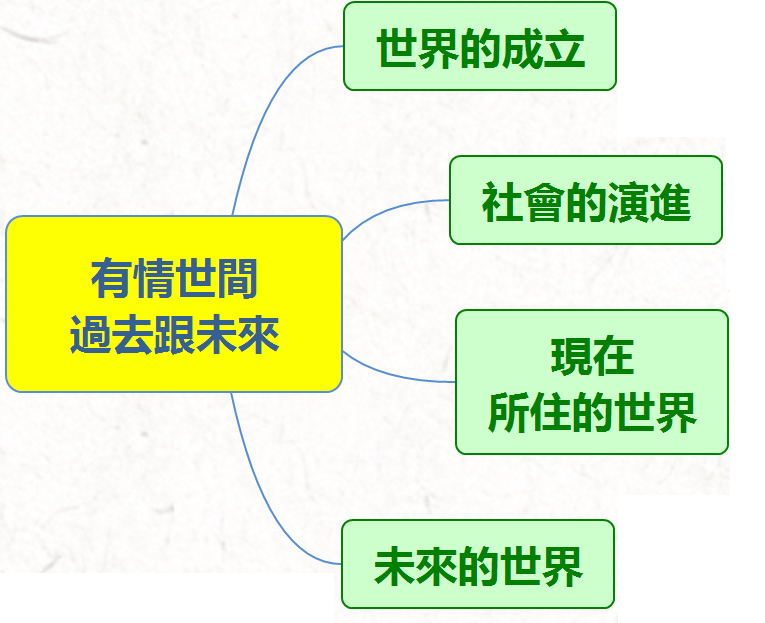 有情世間
過去跟未來
世界的成立
社會的演進
現在
所住的世界
未來的世界